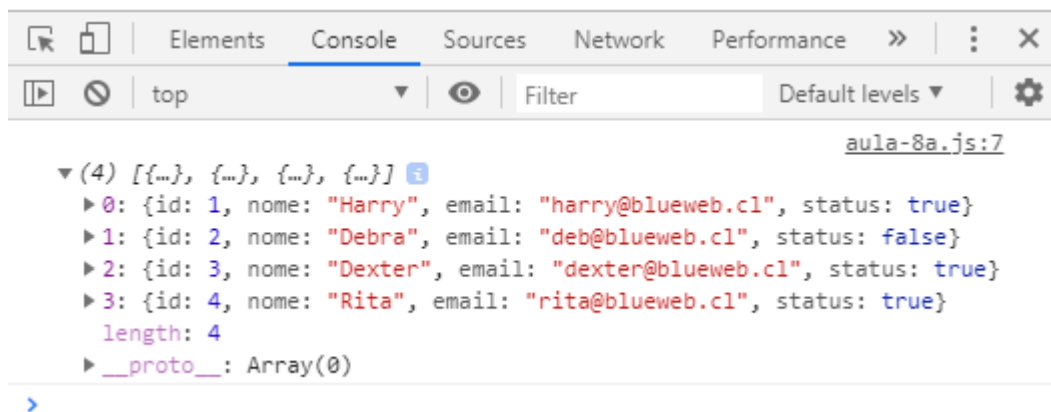 Elements Console Sources Network Performance »
top Filter Default levels
aula-8a.js:7
(4) [{…}, {…}, {…}, {…}] i
0: {id: 1, nome: "Harry", email: "harry@blueweb.cl", status: true}
1: {id: 2, nome: "Debra", email: "deb@blueweb.cl", status: false}
2: {id: 3, nome: "Dexter", email: "dexter@blueweb.cl", status: true}
3: {id: 4, nome: "Rita", email: "rita@blueweb.cl", status: true}
length: 4
__proto__: Array(0)